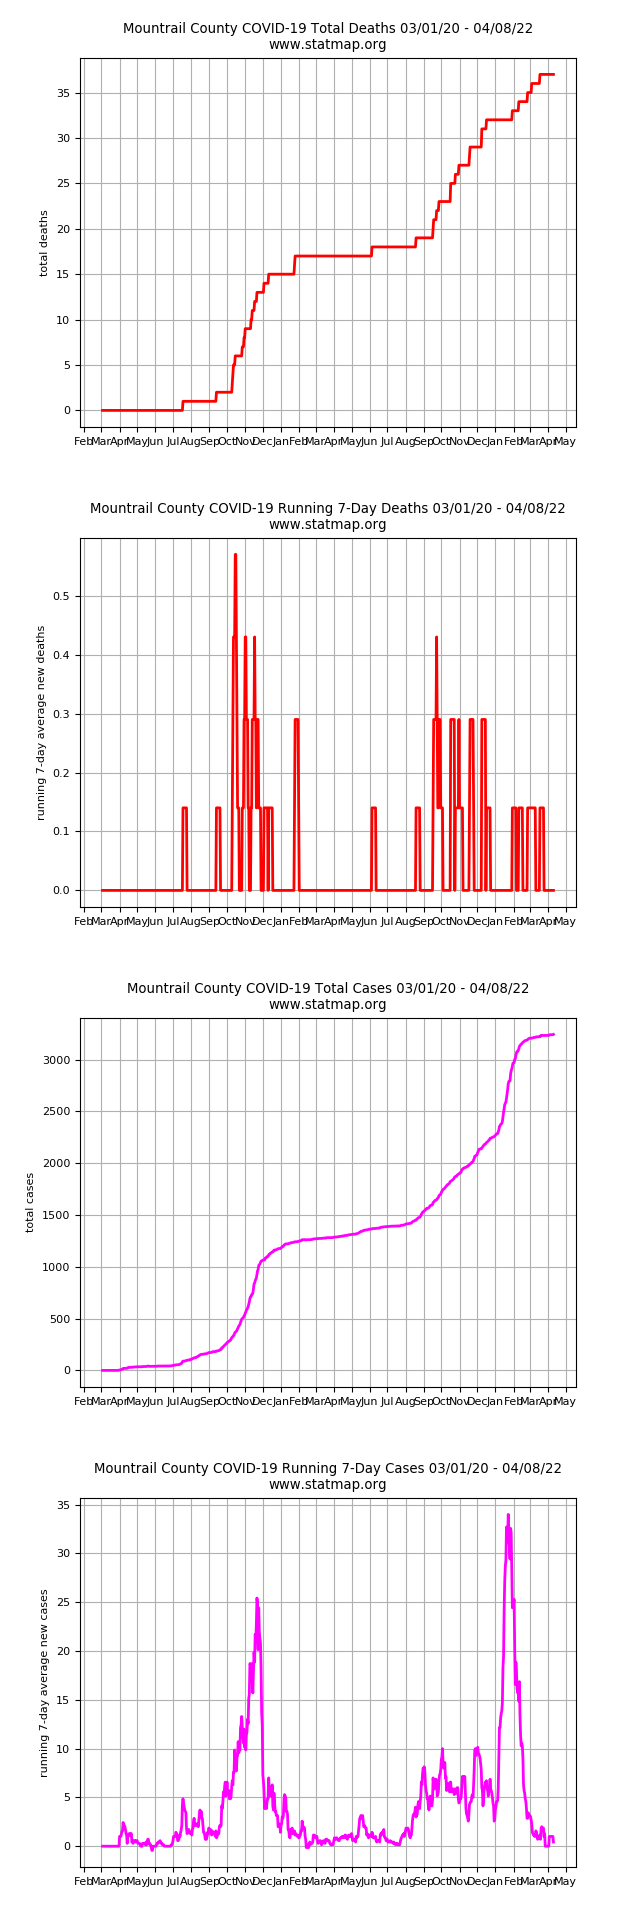 Mountrail County COVID-19 Total Deaths 03/01/20 - 04/08/22
www.statmap.org
35
30
25
20
15
10
5
0
total deaths
Feb Mar Apr May Jun Jul Aug Sep Oct Nov Dec Jan Feb Mar Apr May Jun Jul Aug Sep Oct Nov Dec Jan Feb Mar Apr May
Mountrail County COVID-19 Running 7-Day Deaths 03/01/20 - 04/08/22
www.statmap.org
0.5
0.4
0.3
0.2
0.1
0.0
running 7-day average new deaths
Feb Mar Apr May Jun Jul Aug Sep Oct Nov Dec Jan Feb Mar Apr May Jun Jul Aug Sep Oct Nov Dec Jan Feb Mar Apr May
Mountrail County COVID-19 Total Cases 03/01/20 - 04/08/22
www.statmap.org
3000
2500
2000
1500
1000
500
0
total cases
Feb Mar Apr May Jun Jul Aug Sep Oct Nov Dec Jan Feb Mar Apr May Jun Jul Aug Sep Oct Nov Dec Jan Feb Mar Apr May
Mountrail County COVID-19 Running 7-Day Cases 03/01/20 - 04/08/22
www.statmap.org
35
30
25
20
15
10
5
0
running 7-day average new cases
Feb Mar Apr May Jun Jul Aug Sep Oct Nov Dec Jan Feb Mar Apr May Jun Jul Aug Sep Oct Nov Dec Jan Feb Mar Apr May